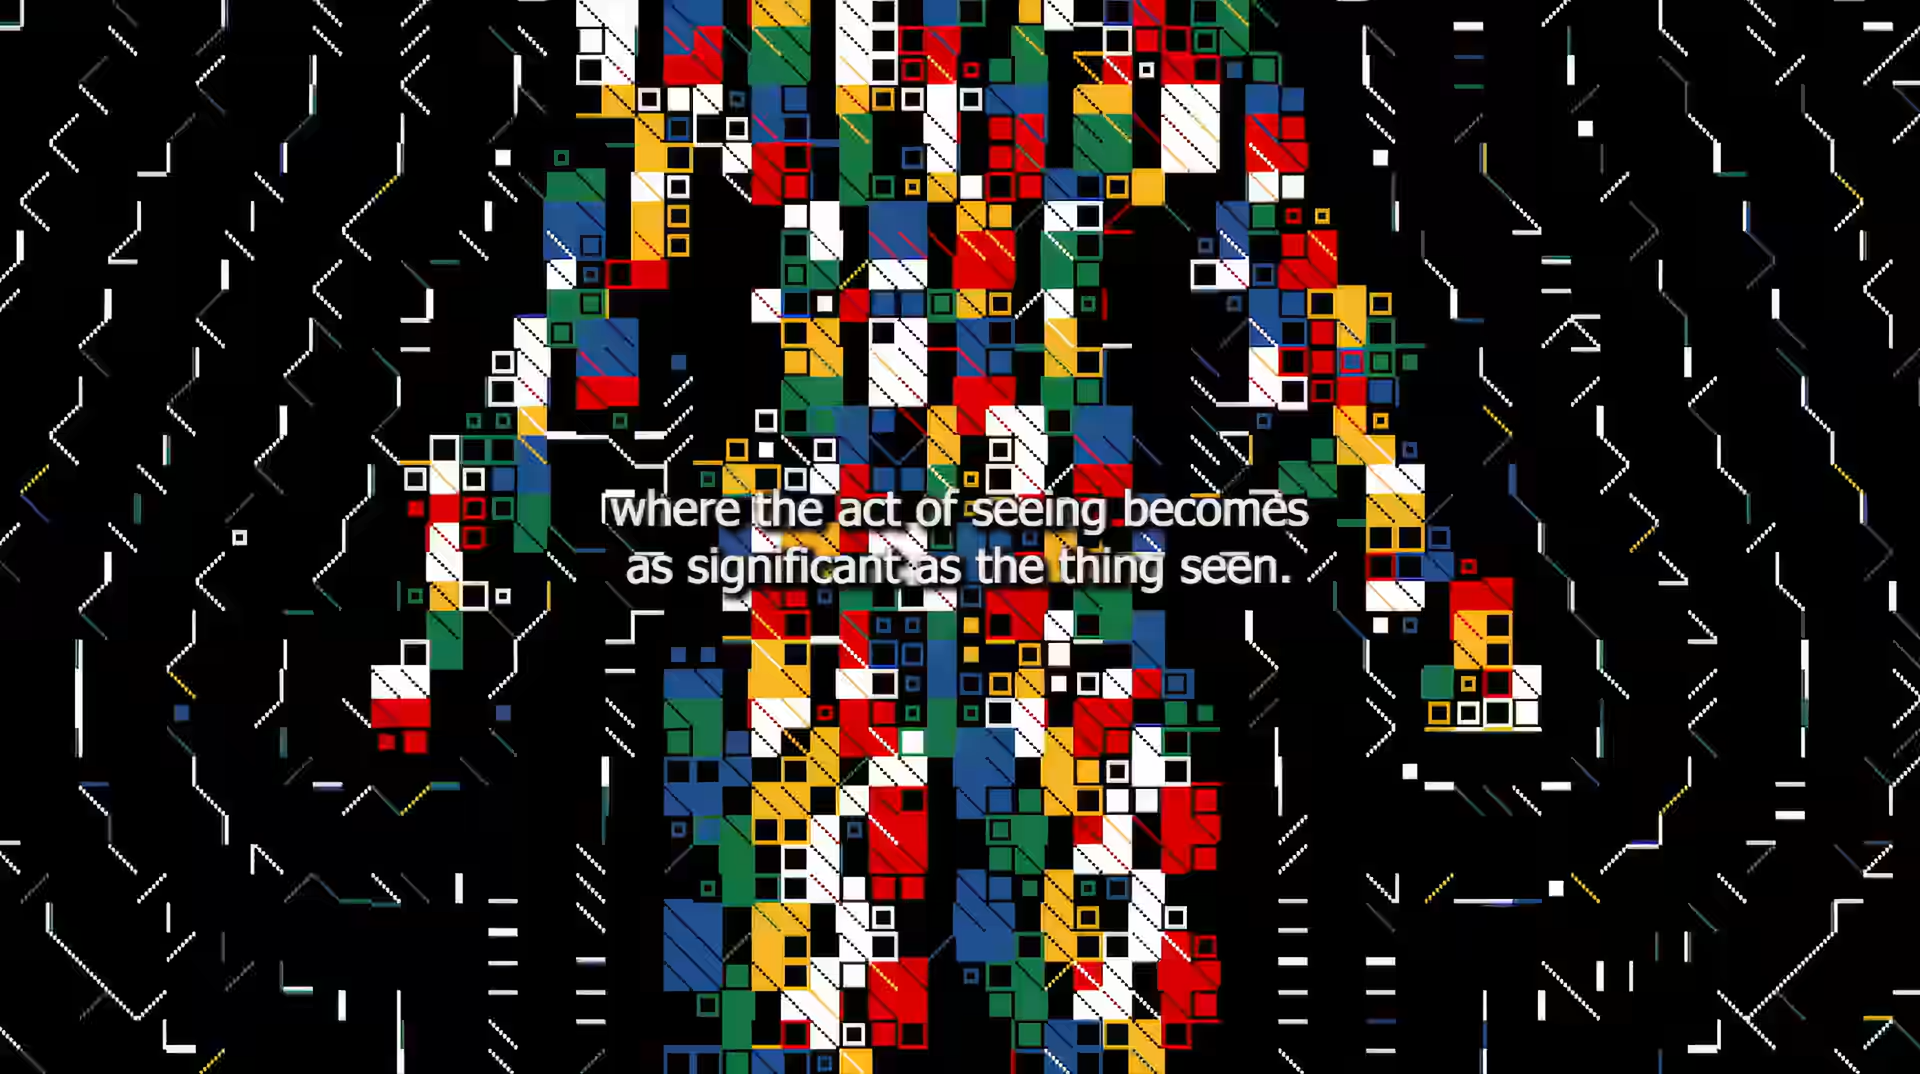 where the act of seeing becomes
as significant as the thing seen.